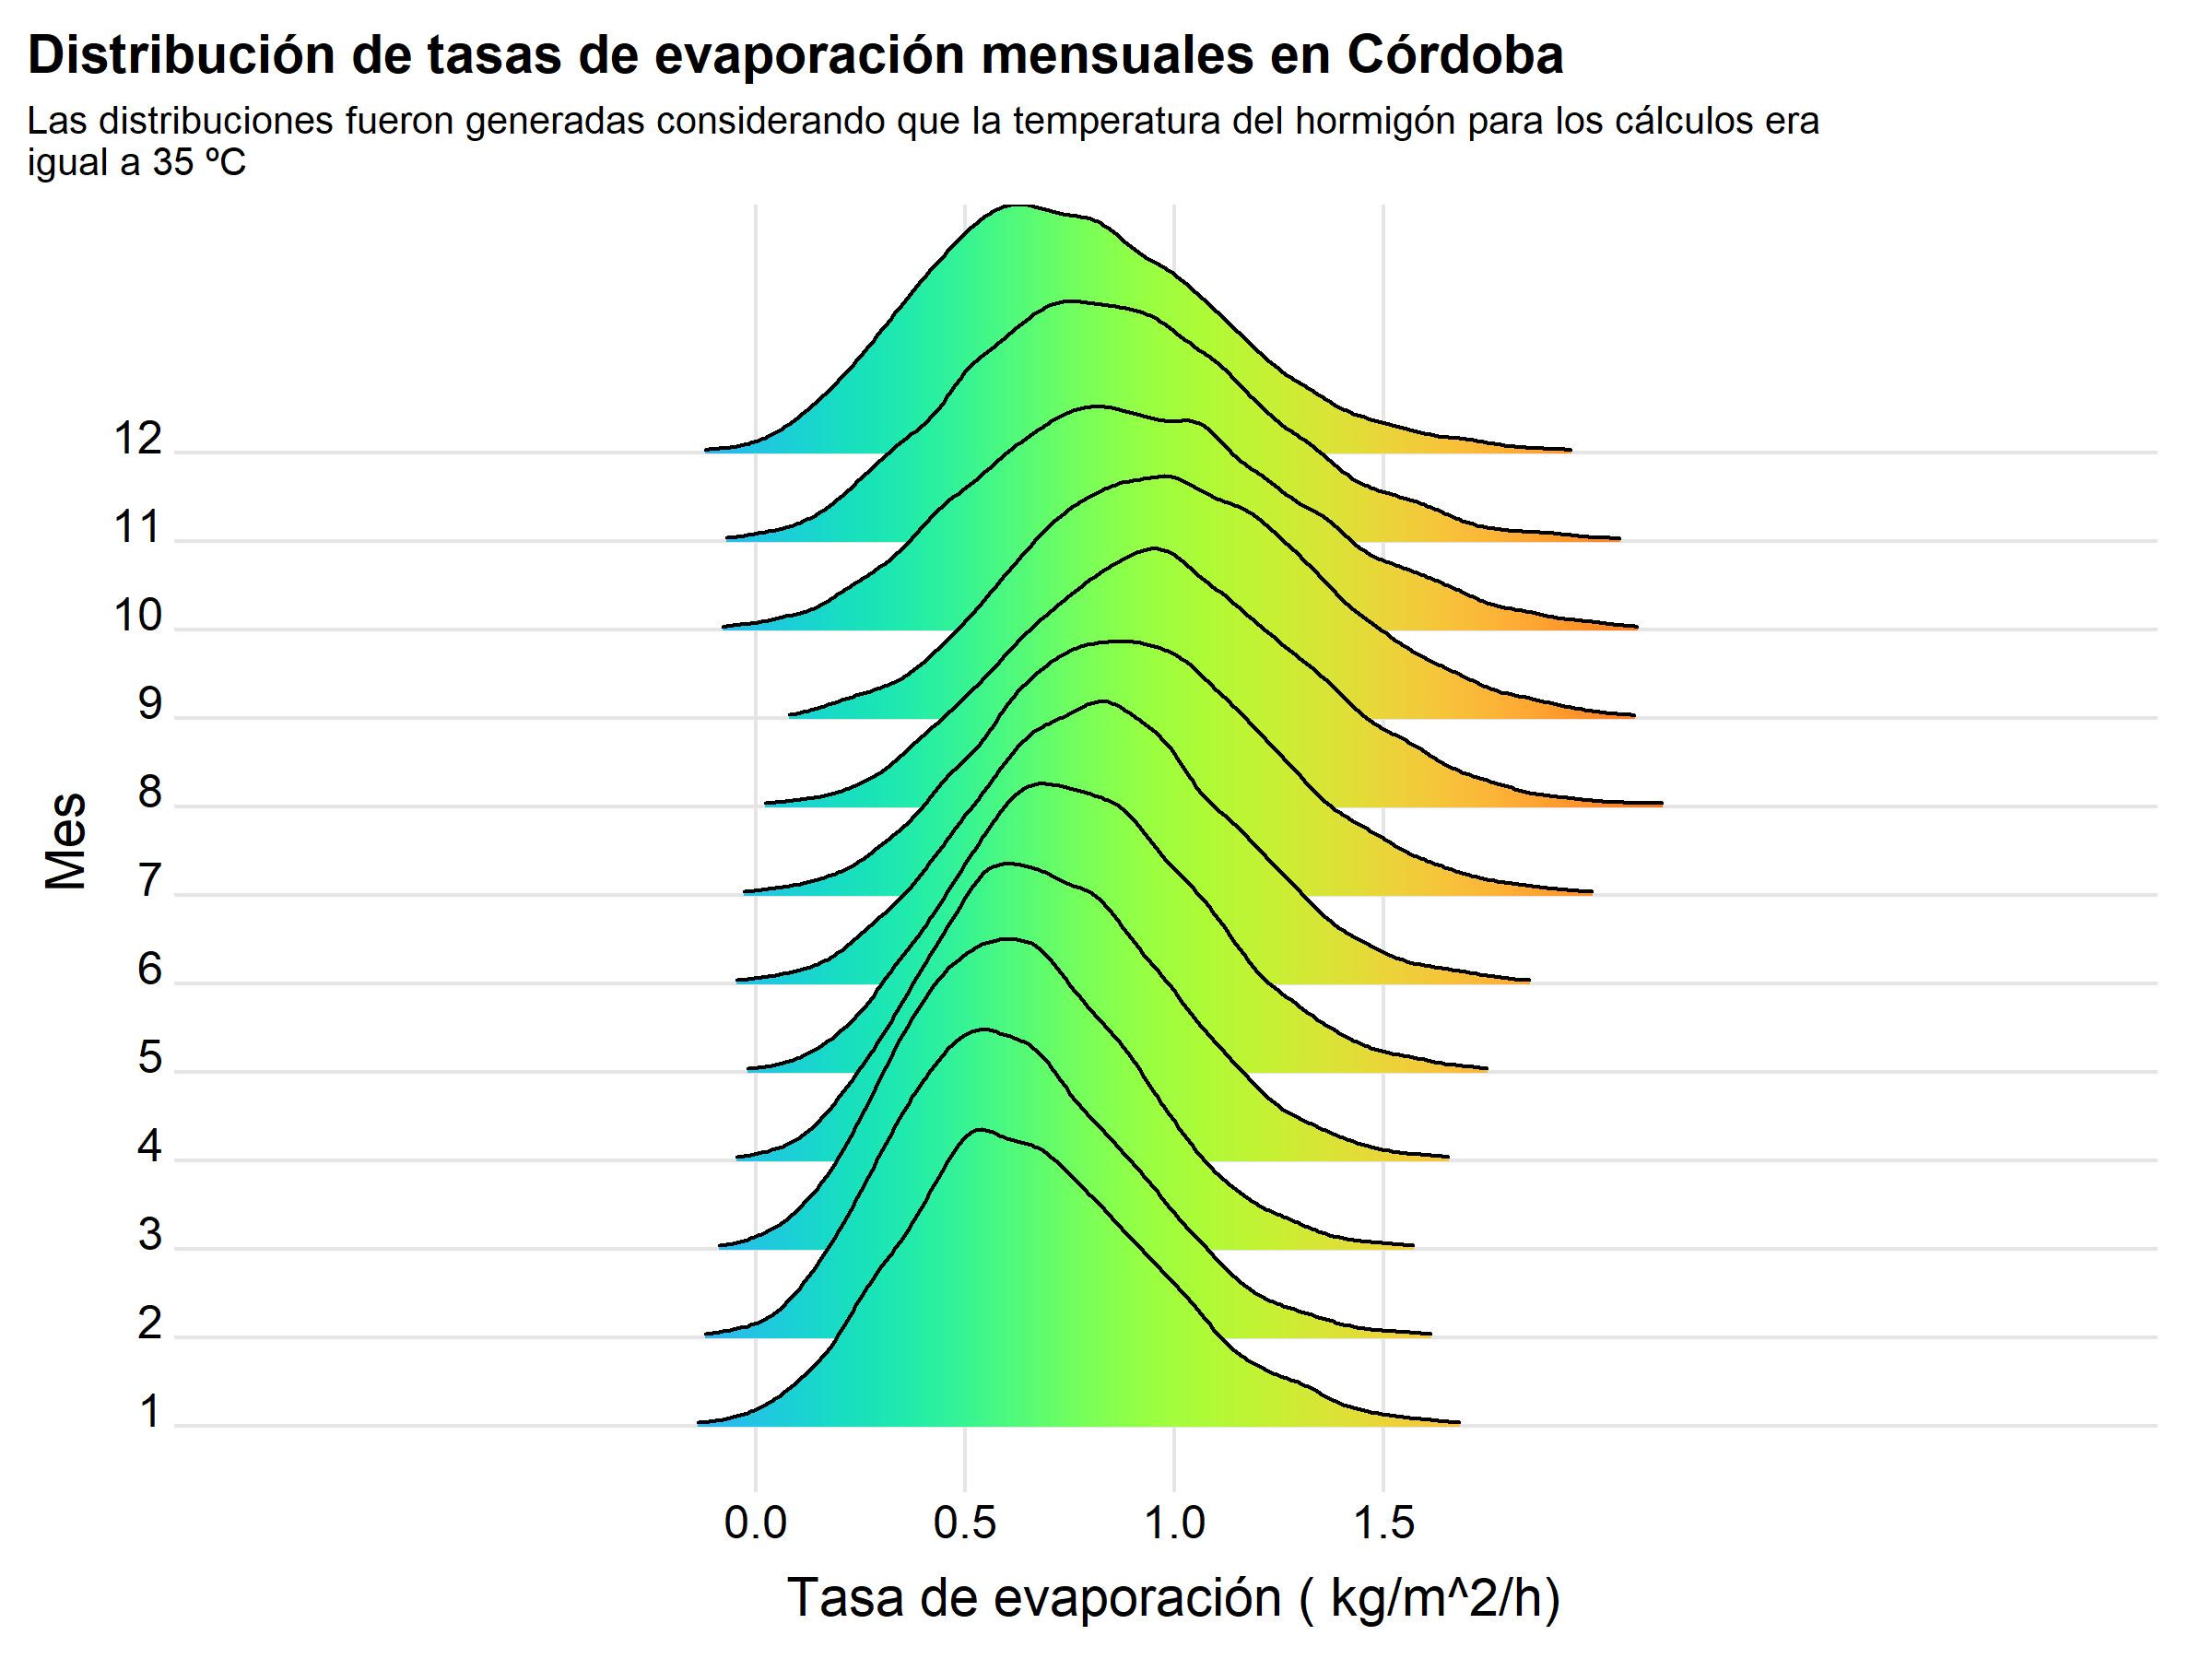 Distribución de tasas de evaporación mensuales en Córdoba
Las distribuciones fueron generadas considerando que la temperatura del hormigón para los cálculos era
igual a 35 ºC
12
11
10
9
8
7
6
5
4
3
2
1
Mes
0.0 0.5 1.0 1.5
Tasa de evaporación ( kg/m^2/h)